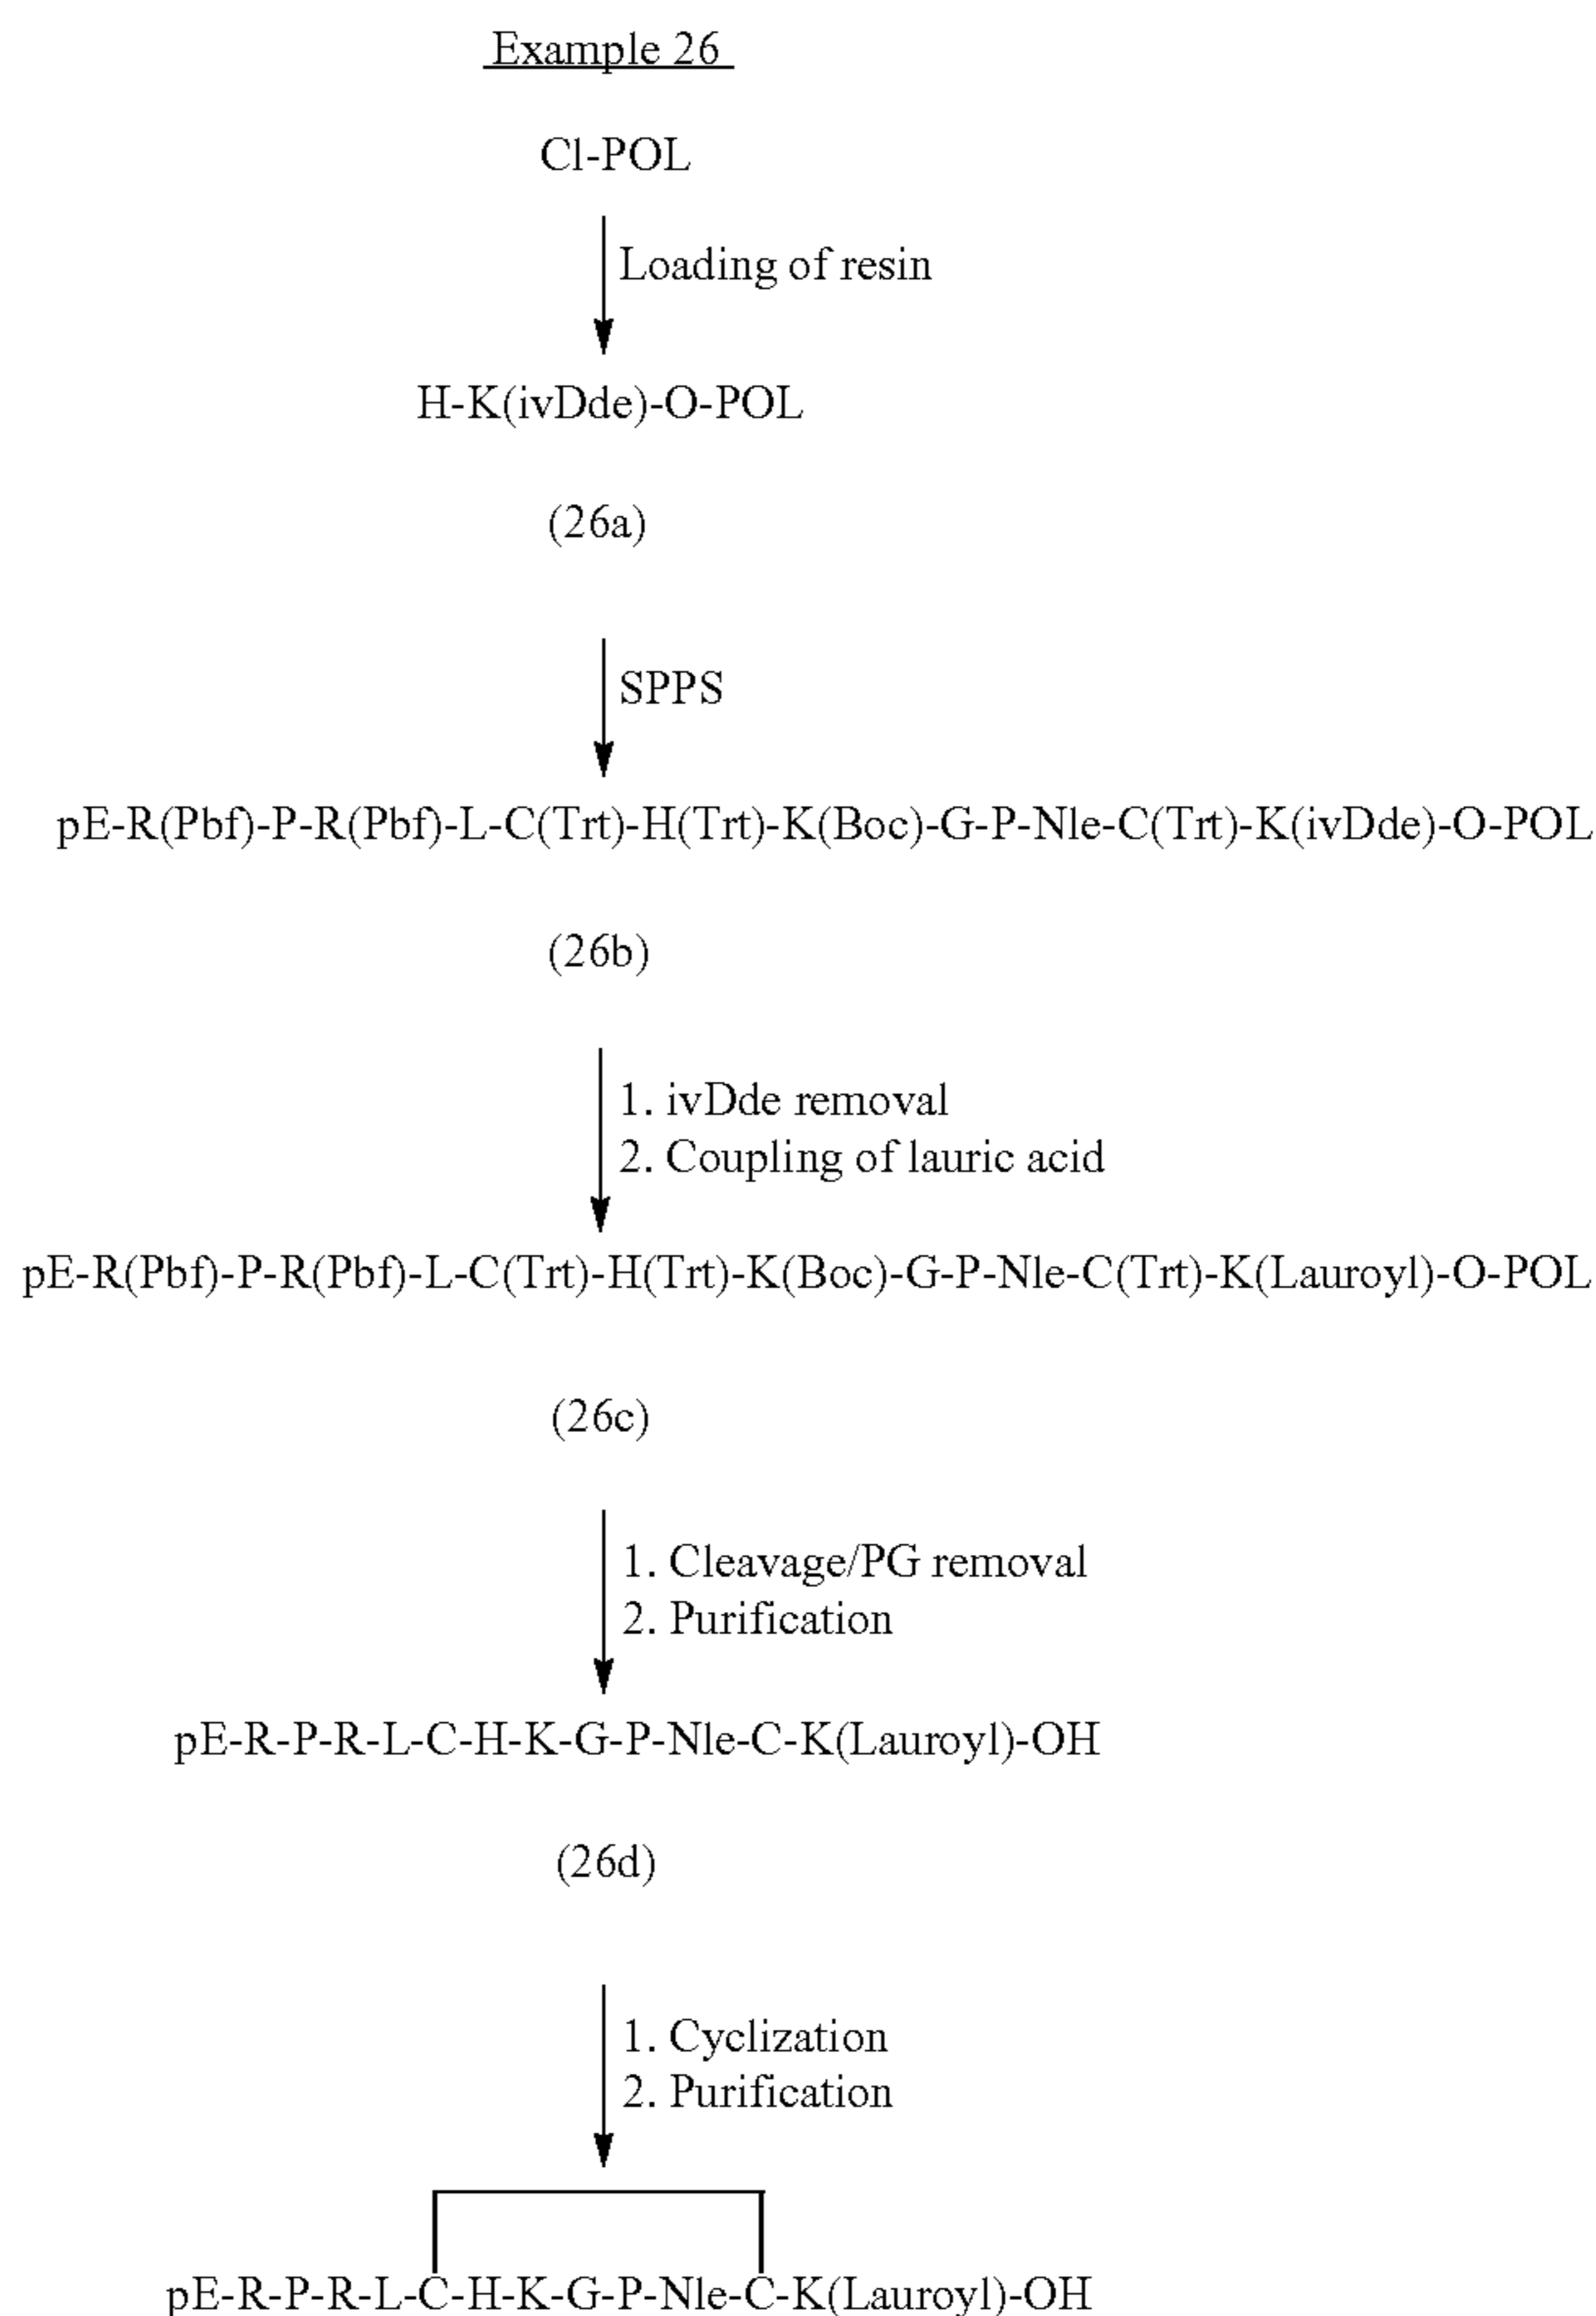 Example 26
Cl-POL
Loading of resin
H-K(ivDde)-O-POL
(26a)
SPPS
pE-R(Pbf)-P-R(Pbf)-L-C(Trt)-H(Trt)-K(Boc)-G-P-Nle-C(Trt)-K(ivDde)-O-POL
(26b)
1. ivDde removal
2. Coupling of lauric acid
pE-R(Pbf)-P-R(Pbf)-L-C(Trt)-H(Trt)-K(Boc)-G-P-Nle-C(Trt)-K(Lauroyl)-O-POL
(26c)
1. Cleavage/PG removal
2. Purification
pE-R-P-R-L-C-H-K-G-P-Nle-C-K(Lauroyl)-OH
(26d)
1. Cyclization
2. Purification
pE-R-P-R-L-C-H-K-G-P-Nle-C-K(Lauroyl)-OH